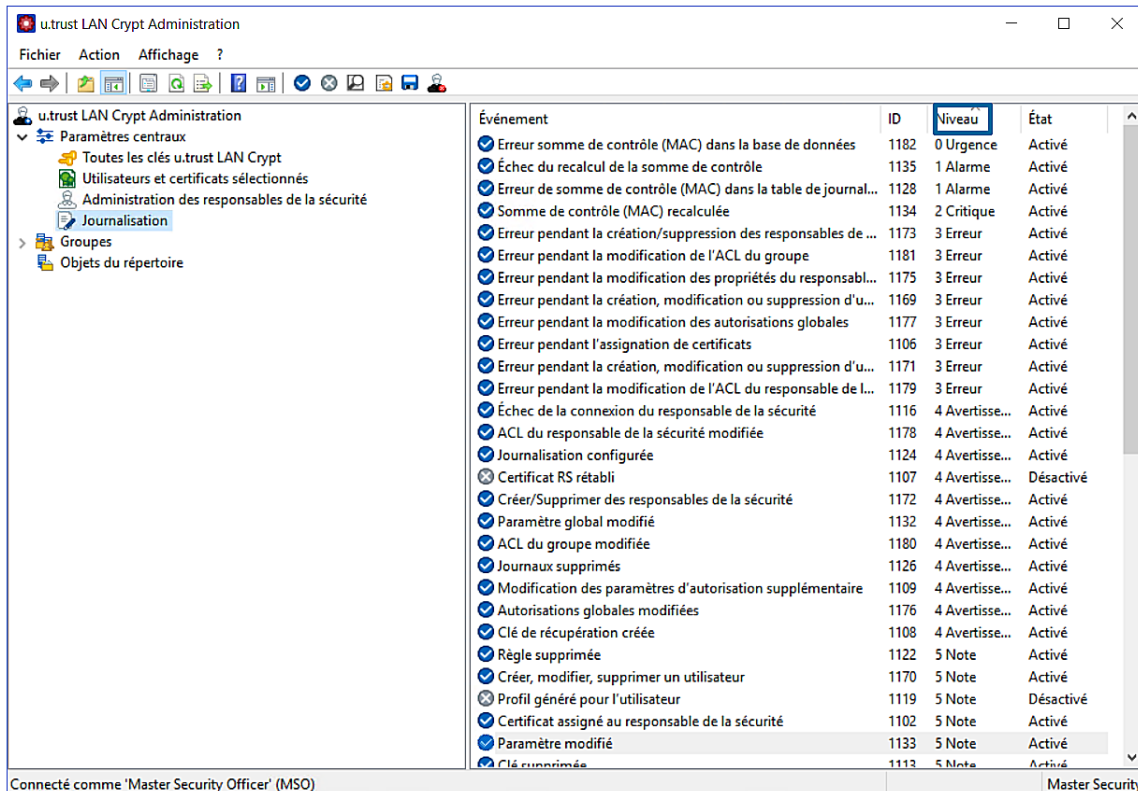 u.trust LAN Crypt Administration
Fichier Action Affichage ?
u.trust LAN Crypt Administration
Paramètres centraux
Toutes les clés u.trust LAN Crypt
Utilisateurs et certificats sélectionnés
Administration des responsables de la sécurité
Journalisation
Groupes
Objets du répertoire
Événement ID Niveau État
Erreur somme de contrôle (MAC) dans la base de données 1182 0 Urgence Activé
Échec du recalcul de la somme de contrôle 1135 1 Alarme Activé
Erreur de somme de contrôle (MAC) dans la table de journal... 1128 1 Alarme Activé
Somme de contrôle (MAC) recalculée 1134 2 Critique Activé
Erreur pendant la création/suppression des responsables de ... 1173 3 Erreur Activé
Erreur pendant la modification de l'ACL du groupe 1181 3 Erreur Activé
Erreur pendant la modification des propriétés du responsabl... 1175 3 Erreur Activé
Erreur pendant la création, modification ou suppression d'u... 1169 3 Erreur Activé
Erreur pendant la modification des autorisations globales 1177 3 Erreur Activé
Erreur pendant l'assignation de certificats 1106 3 Erreur Activé
Erreur pendant la création, modification ou suppression d'u... 1171 3 Erreur Activé
Erreur pendant la modification de l'ACL du responsable de l... 1179 3 Erreur Activé
Échec de la connexion du responsable de la sécurité 1116 4 Avertisse... Activé
ACL du responsable de la sécurité modifiée 1178 4 Avertisse... Activé
Journalisation configurée 1124 4 Avertisse... Activé
Certificat RS rétabli 1107 4 Avertisse... Désactivé
Créer/Supprimer des responsables de la sécurité 1172 4 Avertisse... Activé
Paramètre global modifié 1132 4 Avertisse... Activé
ACL du groupe modifiée 1180 4 Avertisse... Activé
Journaux supprimés 1126 4 Avertisse... Activé
Modification des paramètres d'autorisation supplémentaire 1109 4 Avertisse... Activé
Autorisations globales modifiées 1176 4 Avertisse... Activé
Clé de récupération créée 1108 4 Avertisse... Activé
Règle supprimée 1122 5 Note Activé
Créer, modifier, supprimer un utilisateur 1170 5 Note Activé
Profil généré pour l'utilisateur 1119 5 Note Désactivé
Certificat assigné au responsable de la sécurité 1102 5 Note Activé
Paramètre modifié 1133 5 Note Activé
Clé supprimée 1113 5 Note Activé
Connecté comme 'Master Security Officer' (MSO) Master Security